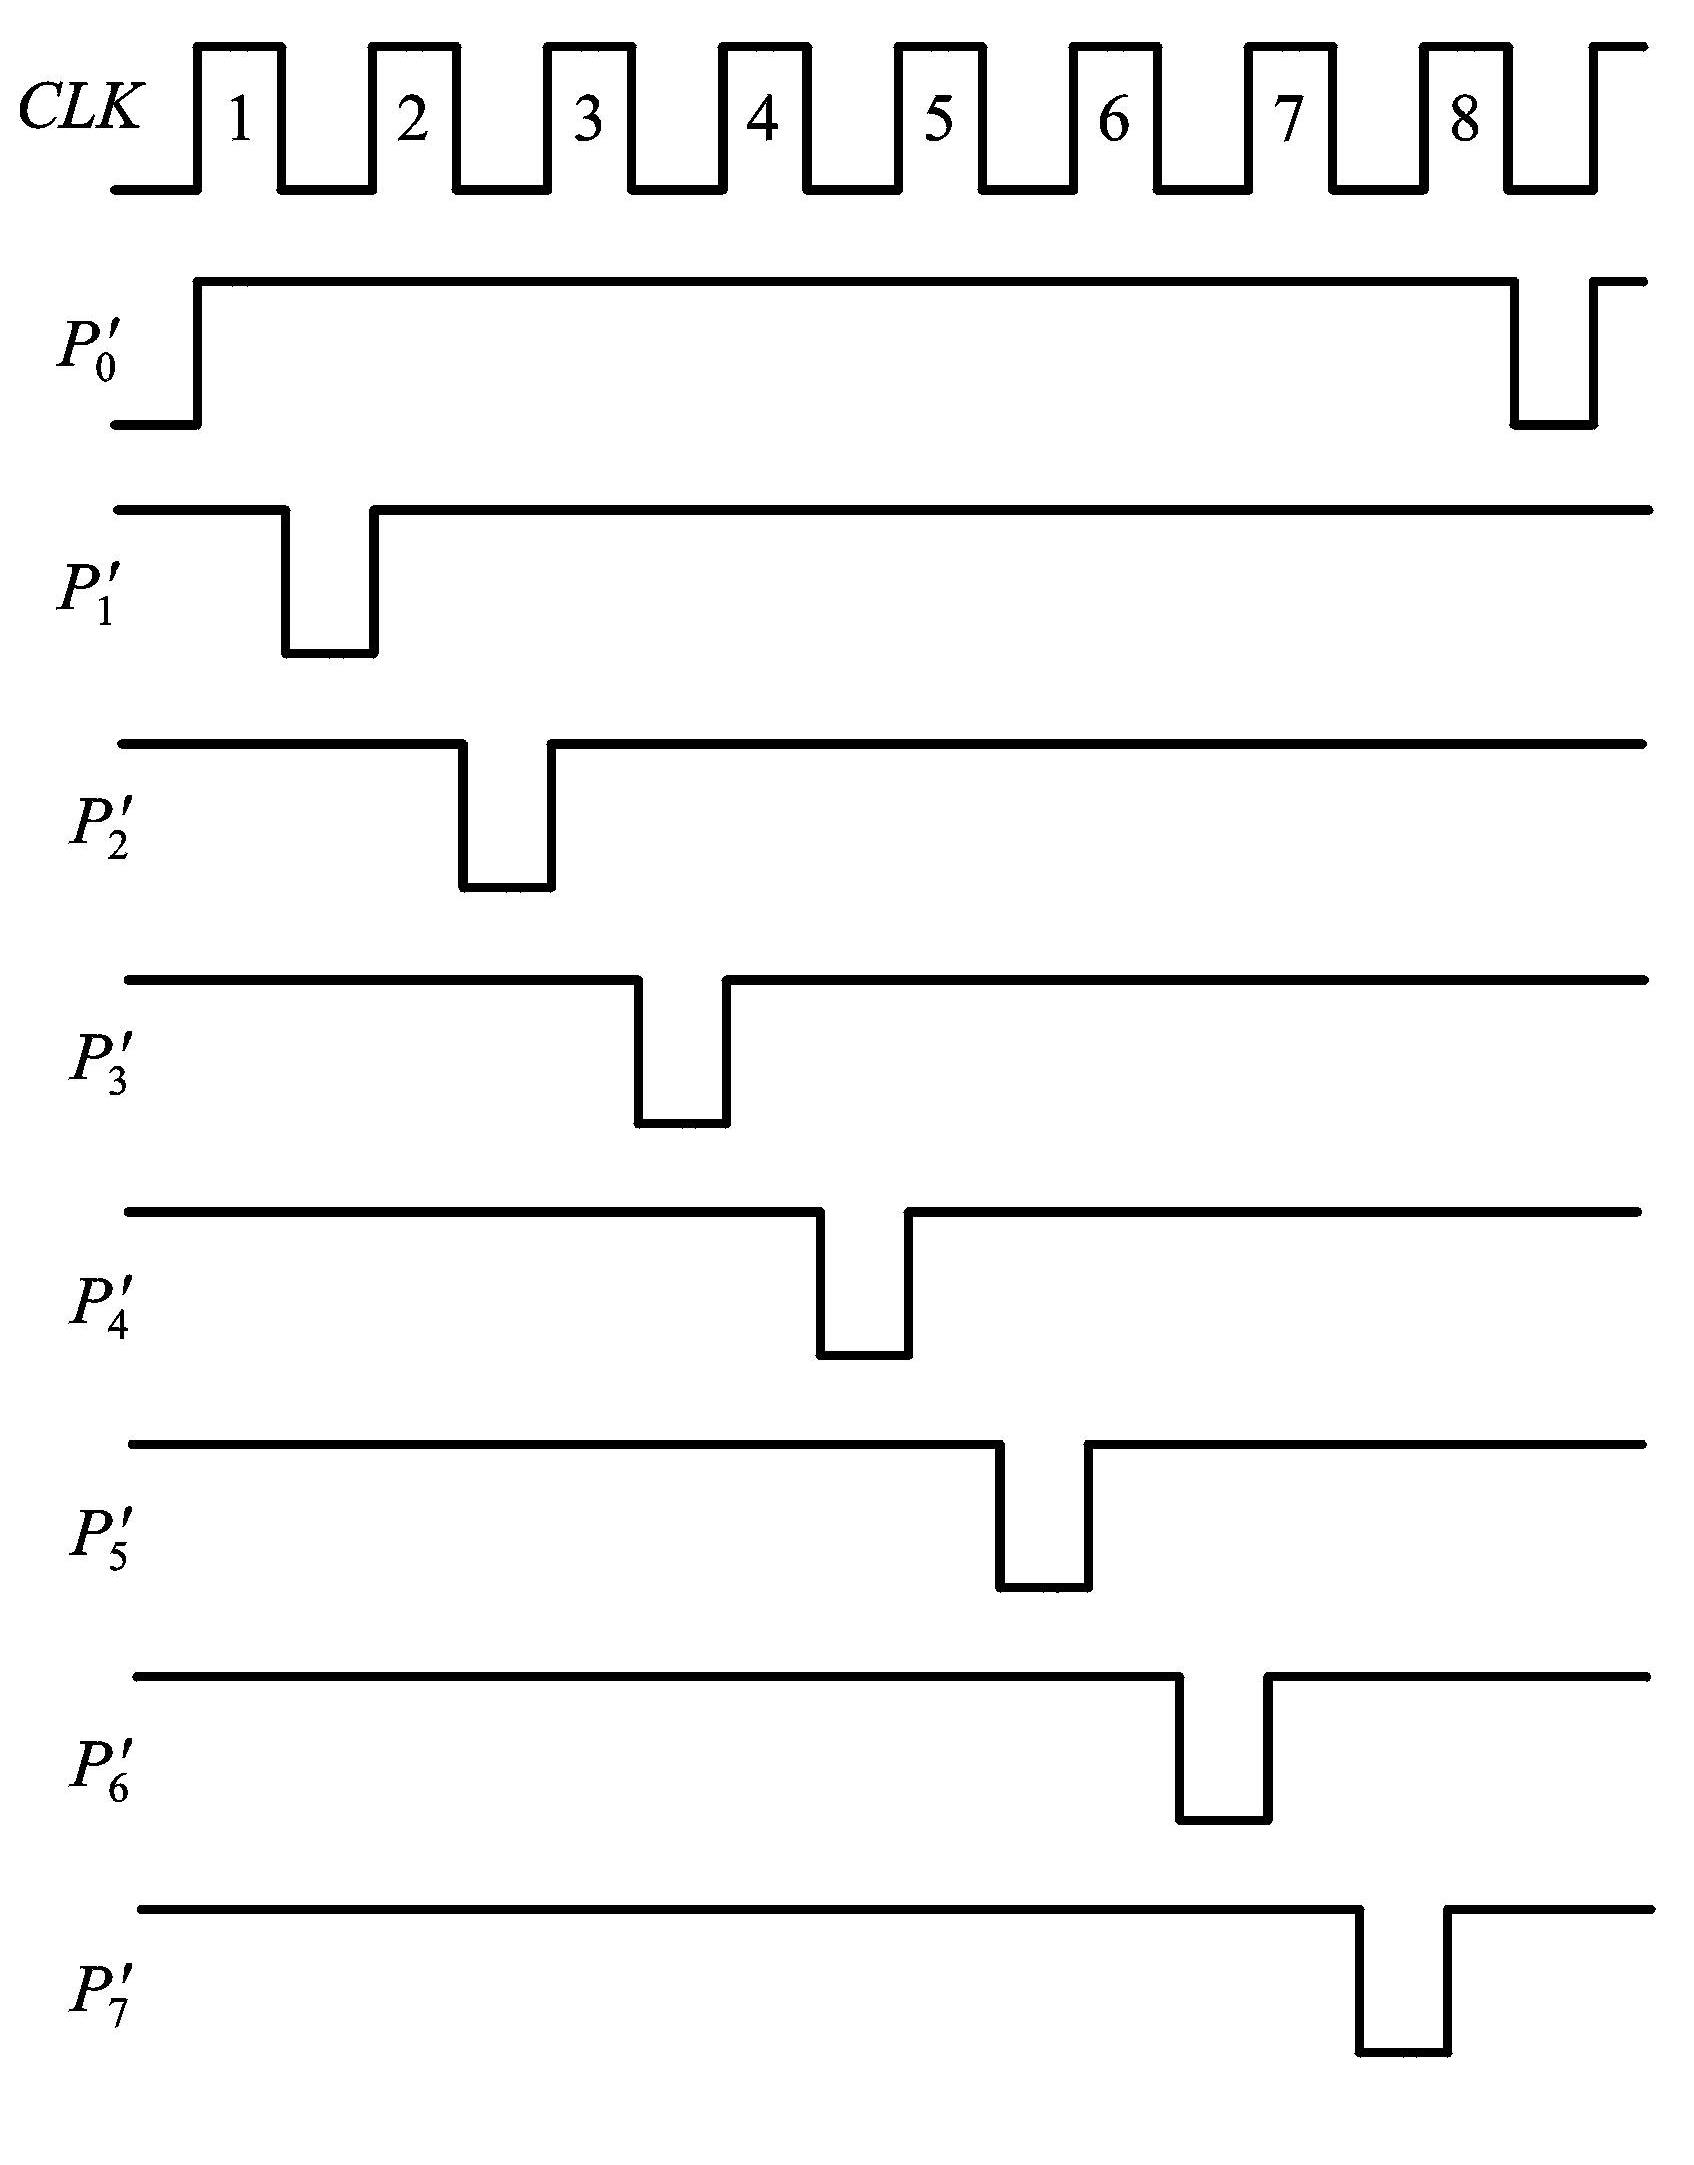 CLK 1 2 3 4 5 6 7 8
P′₀
P′₁
P′₂
P′₃
P′₄
P′₅
P′₆
P′₇